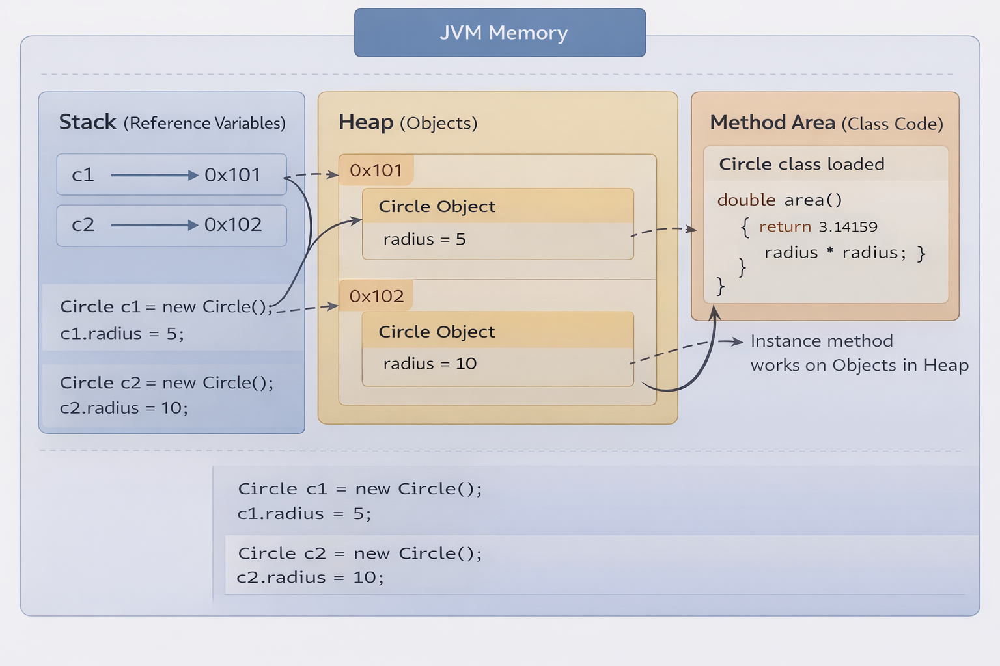 JVM Memory
Stack (Reference Variables)
c1 0x101
c2 0x102
Circle c1 = new Circle();
c1.radius = 5;
Circle c2 = new Circle();
c2.radius = 10;
Heap (Objects)
0x101
Circle Object
radius = 5
0x102
Circle Object
radius = 10
Method Area (Class Code)
Circle class loaded
double area()
{ return 3.14159
radius * radius; }
}
}
Instance method
works on Objects in Heap
Circle c1 = new Circle();
c1.radius = 5;
Circle c2 = new Circle();
c2.radius = 10;